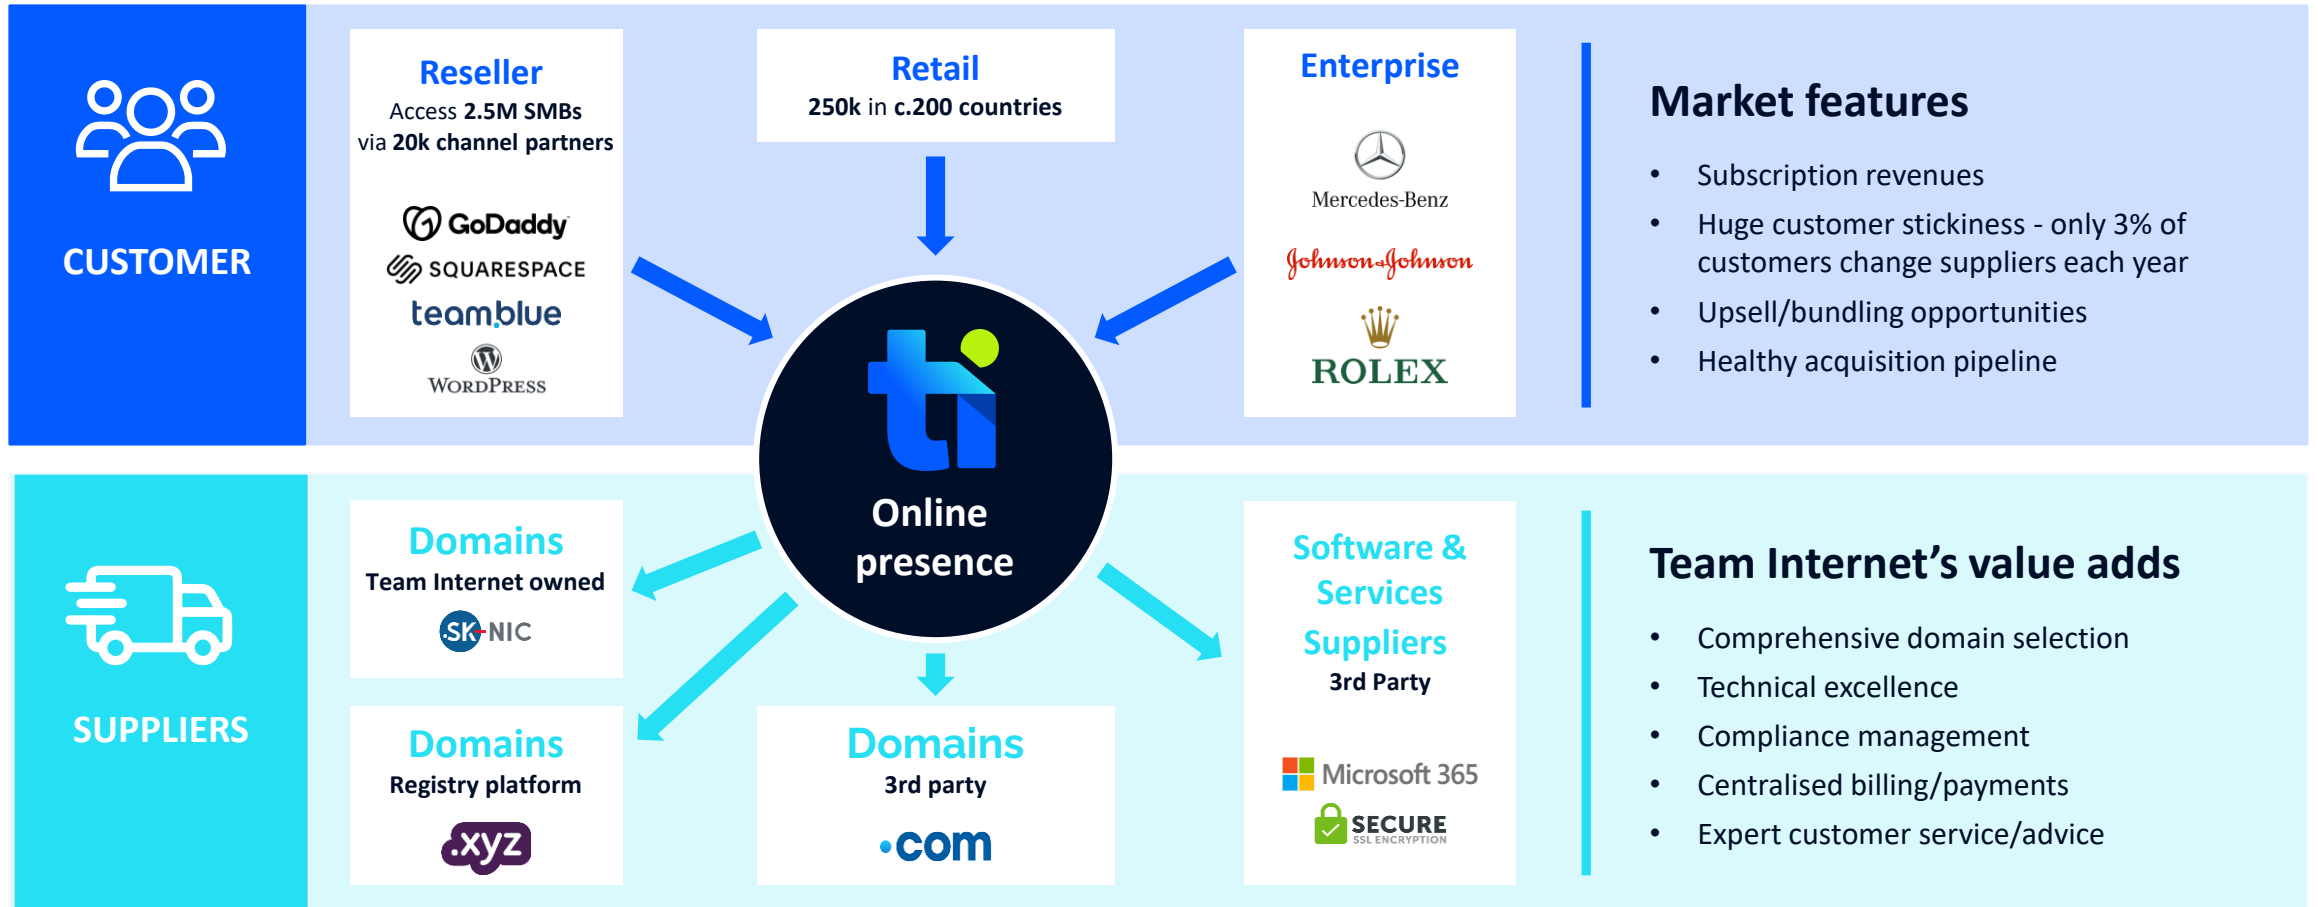 CUSTOMER
Reseller
Access 2.5M SMBs
via 20k channel partners
GoDaddy
SQUARESPACE
team.blue
WORDPRESS
Retail
250k in c.200 countries
Enterprise
Mercedes-Benz
Johnson&Johnson
ROLEX
Market features
• Subscription revenues
• Huge customer stickiness - only 3% of
customers change suppliers each year
• Upsell/bundling opportunities
• Healthy acquisition pipeline
ti
Online
presence
SUPPLIERS
Domains
Team Internet owned
.SK-NIC
Domains
Registry platform
.xyz
Domains
3rd party
.com
Software &
Services
Suppliers
3rd Party
Microsoft 365
SECURE
SSL ENCRYPTION
Team Internet’s value adds
• Comprehensive domain selection
• Technical excellence
• Compliance management
• Centralised billing/payments
• Expert customer service/advice